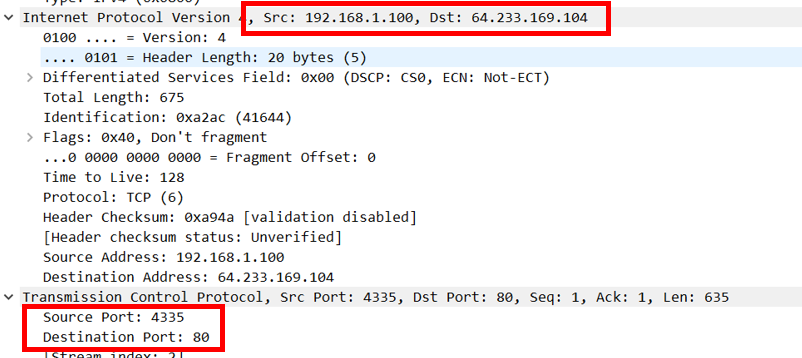 Internet Protocol Version 4, Src: 192.168.1.100, Dst: 64.233.169.104
0100 .... = Version: 4
.... 0101 = Header Length: 20 bytes (5)
Differentiated Services Field: 0x00 (DSCP: CS0, ECN: Not-ECT)
Total Length: 675
Identification: 0xa2ac (41644)
Flags: 0x40, Don't fragment
...0 0000 0000 0000 = Fragment Offset: 0
Time to Live: 128
Protocol: TCP (6)
Header Checksum: 0xa94a [validation disabled]
[Header checksum status: Unverified]
Source Address: 192.168.1.100
Destination Address: 64.233.169.104
Transmission Control Protocol, Src Port: 4335, Dst Port: 80, Seq: 1, Ack: 1, Len: 635
Source Port: 4335
Destination Port: 80
[Stream index: 2]